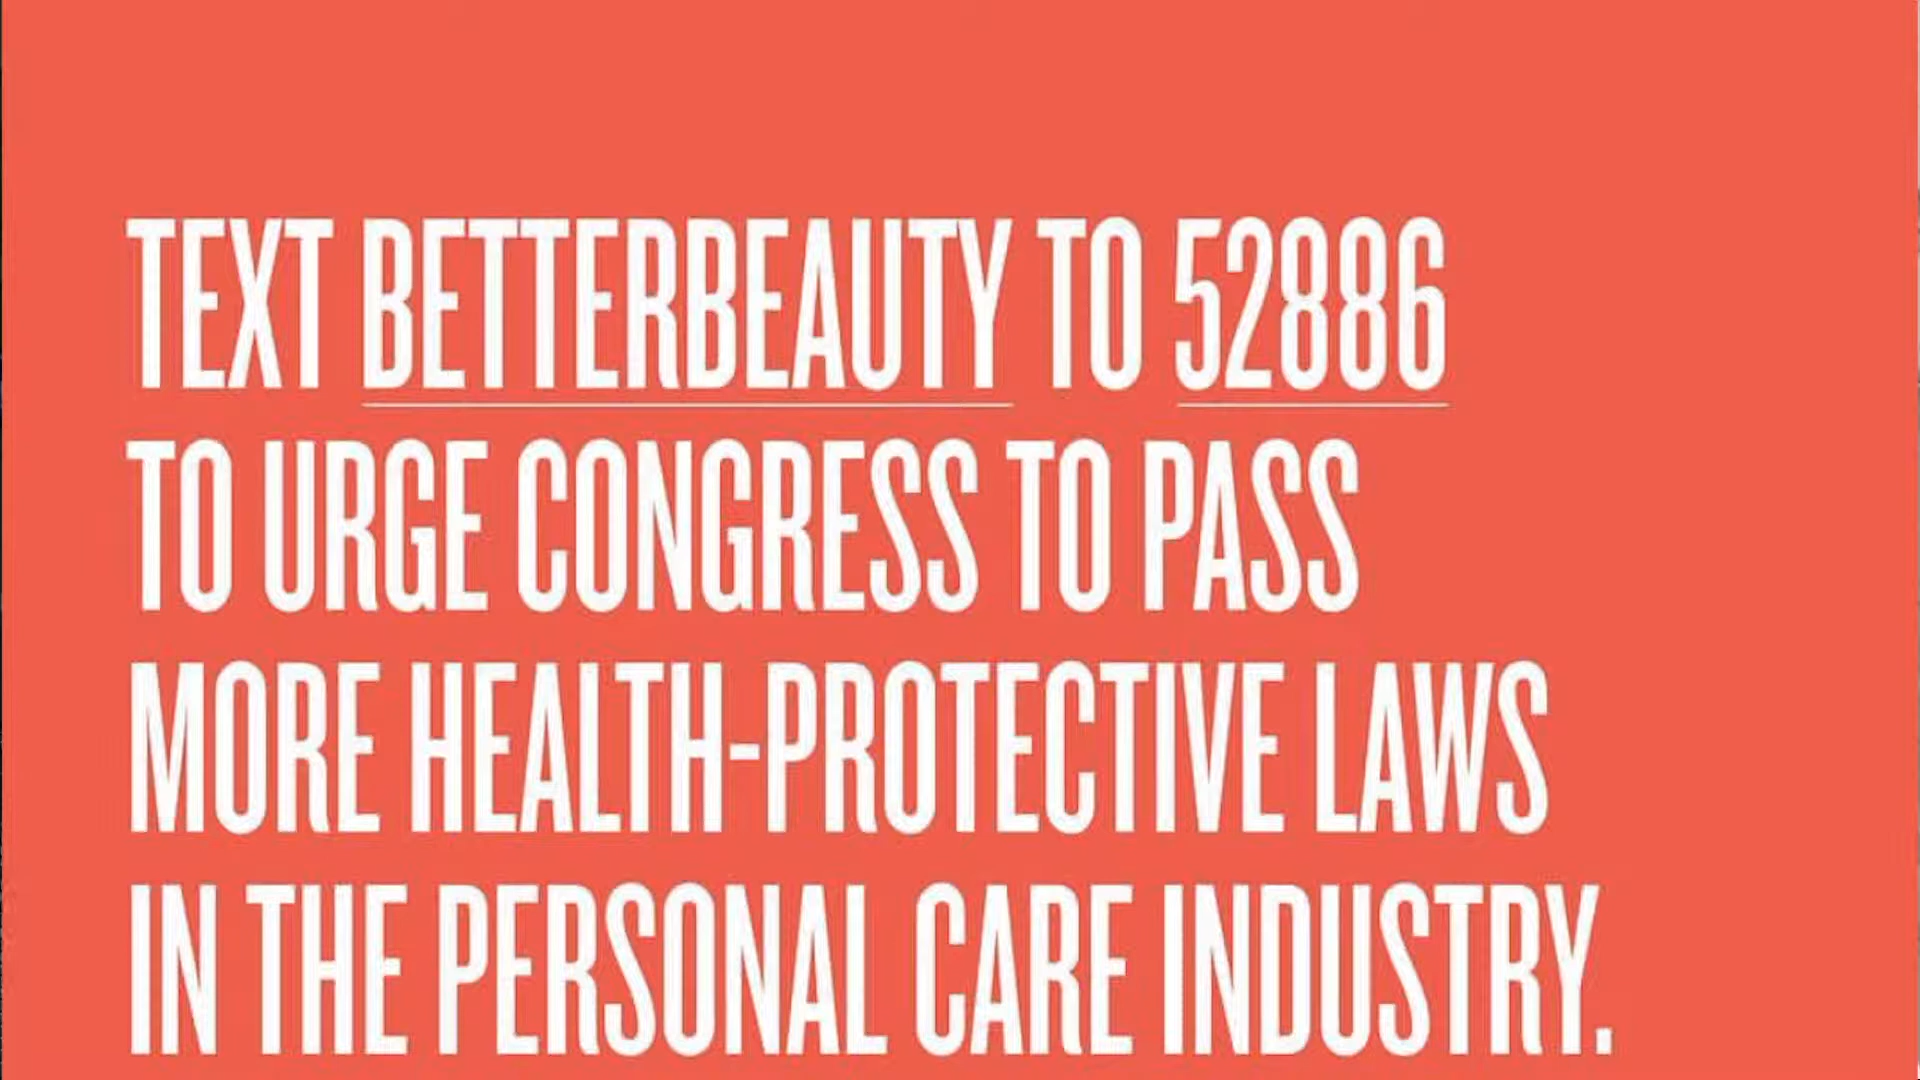 TEXT BETTERBEAUTY TO 52886
TO URGE CONGRESS TO PASS
MORE HEALTH-PROTECTIVE LAWS
IN THE PERSONAL CARE INDUSTRY.